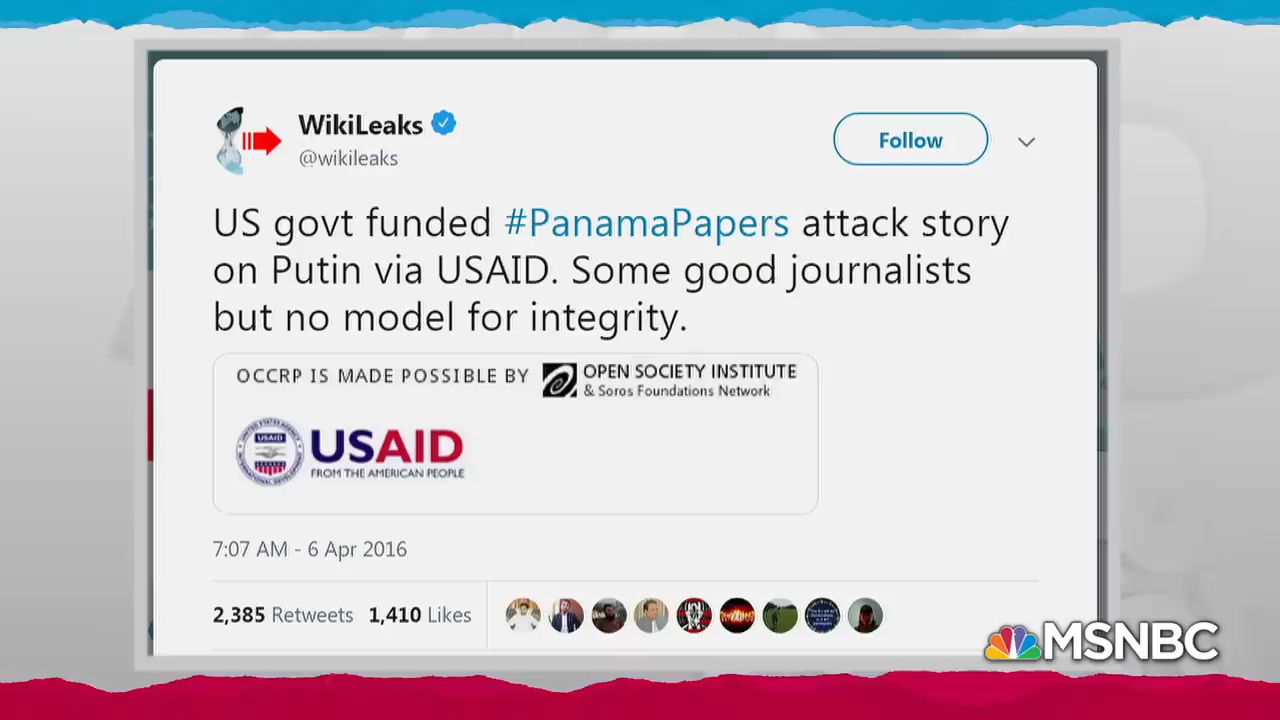 WikiLeaks
@wikileaks
Follow
US govt funded #PanamaPapers attack story
on Putin via USAID. Some good journalists
but no model for integrity.
OCCRP IS MADE POSSIBLE BY
OPEN SOCIETY INSTITUTE
& Soros Foundations Network
USAID
USAID
FROM THE AMERICAN PEOPLE
7:07 AM - 6 Apr 2016
2,385 Retweets 1,410 Likes
MSNBC